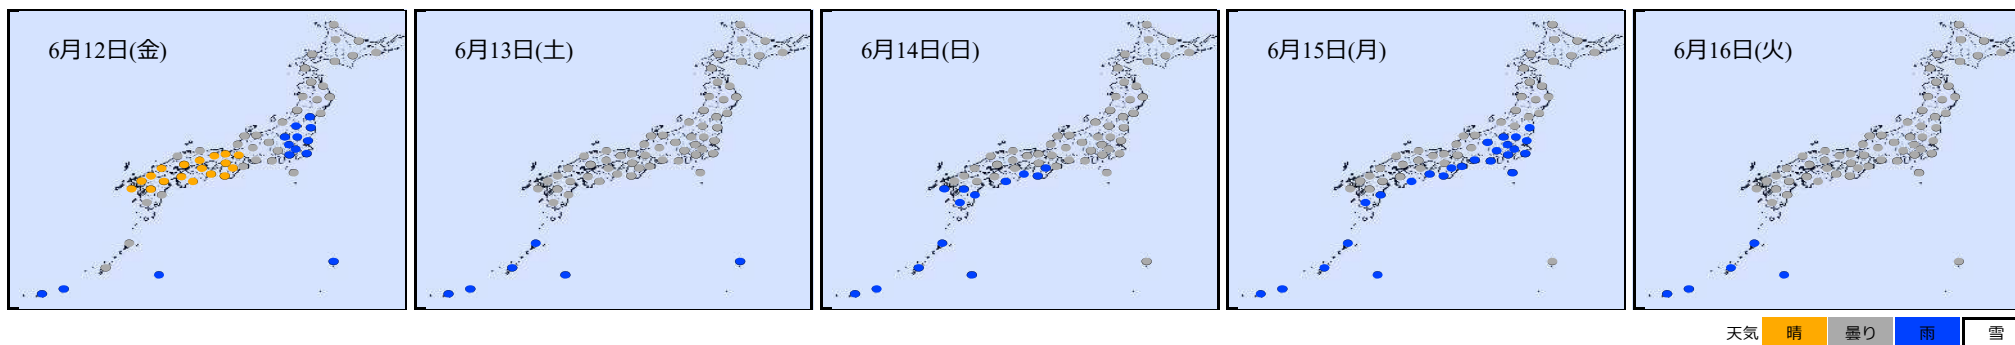 6月12日(金)
6月13日(土)
6月14日(日)
6月15日(月)
6月16日(火)
天気 晴 曇り 雨 雪